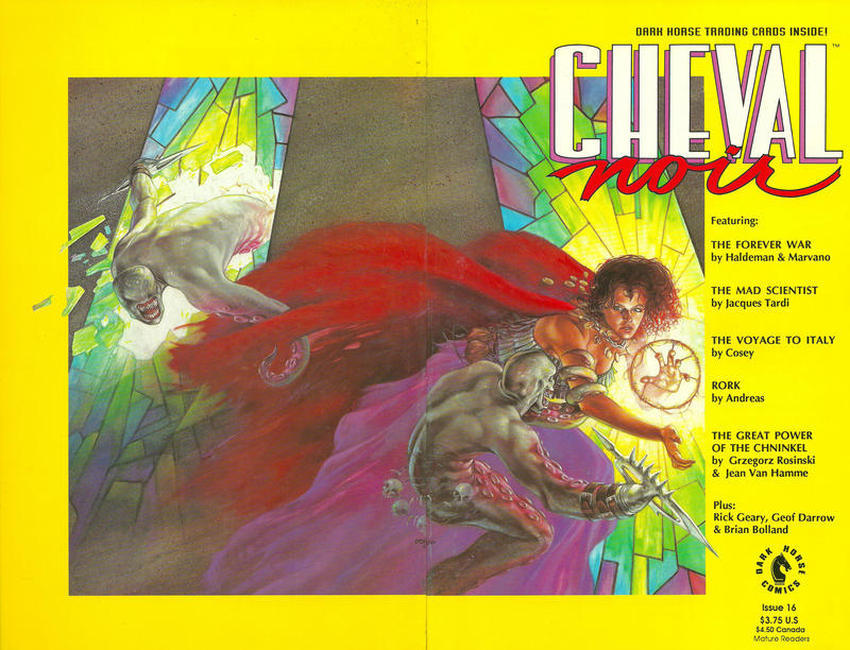 DARK HORSE TRADING CARDS INSIDE!
CHEVAL™
noir
Featuring:
THE FOREVER WAR
by Haldeman & Marvano
THE MAD SCIENTIST
by Jacques Tardi
THE VOYAGE TO ITALY
by Cosey
RORK
by Andreas
THE GREAT POWER
OF THE CHNINKEL
by Grzegorz Rosinski
& Jean Van Hamme
Plus:
Rick Geary, Geof Darrow
& Brian Bolland
DARK HORSE
COMICS
Issue 16
$3.75 U.S
$4.50 Canada
Mature Readers